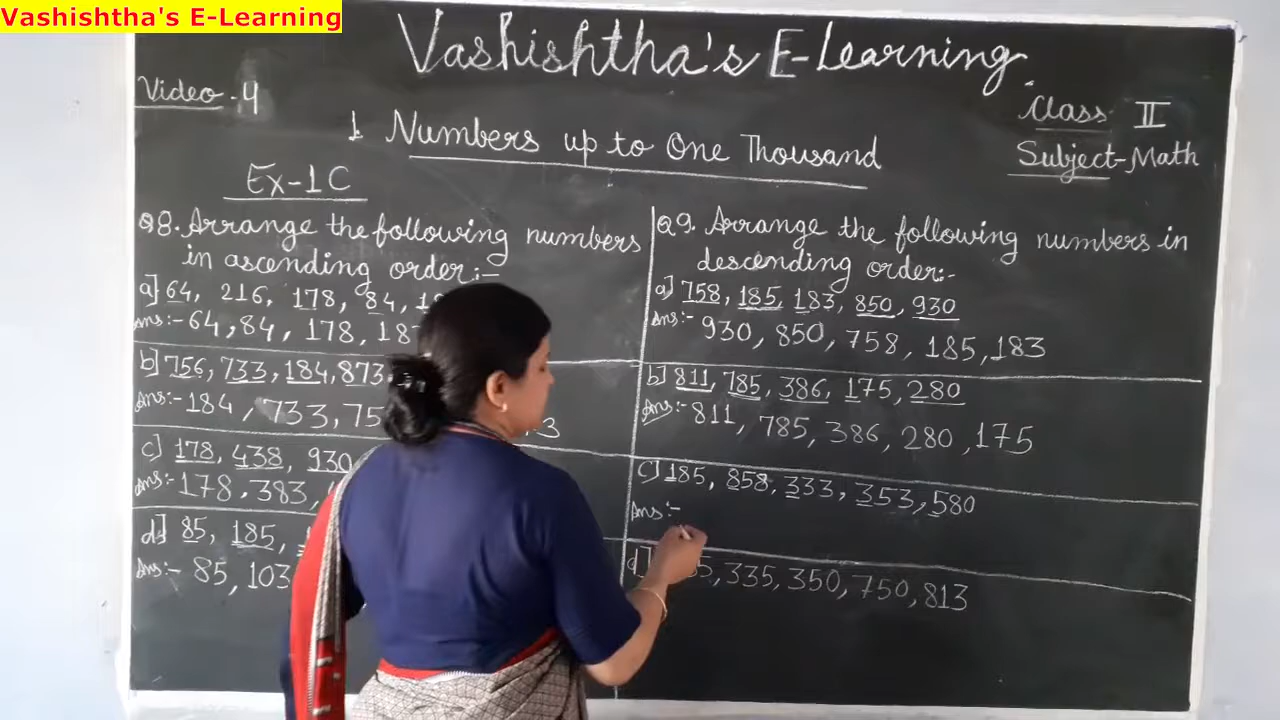 Vashishtha's E-Learning
Vashishtha's E-Learning
Video-4
Class II
1 Numbers up to One Thousand
Subject-Math
Ex-1C
Q8. Arrange the following numbers
in ascending order:-
a] 64, 216, 178, 84,
Ans:- 64, 84, 178,
b] 756, 733, 184, 873
Ans:- 184, 733,
c] 178, 438, 930
Ans:- 178, 383,
d] 85, 185,
Ans:- 85, 103
Q9. Arrange the following numbers in
descending order:-
a] 758, 185, 183, 850, 930
Ans:- 930, 850, 758, 185, 183
b] 811, 785, 386, 175, 280
Ans:- 811, 785, 386, 280, 175
c] 185, 858, 333, 353, 580
Ans:-
d] 335, 350, 750, 813